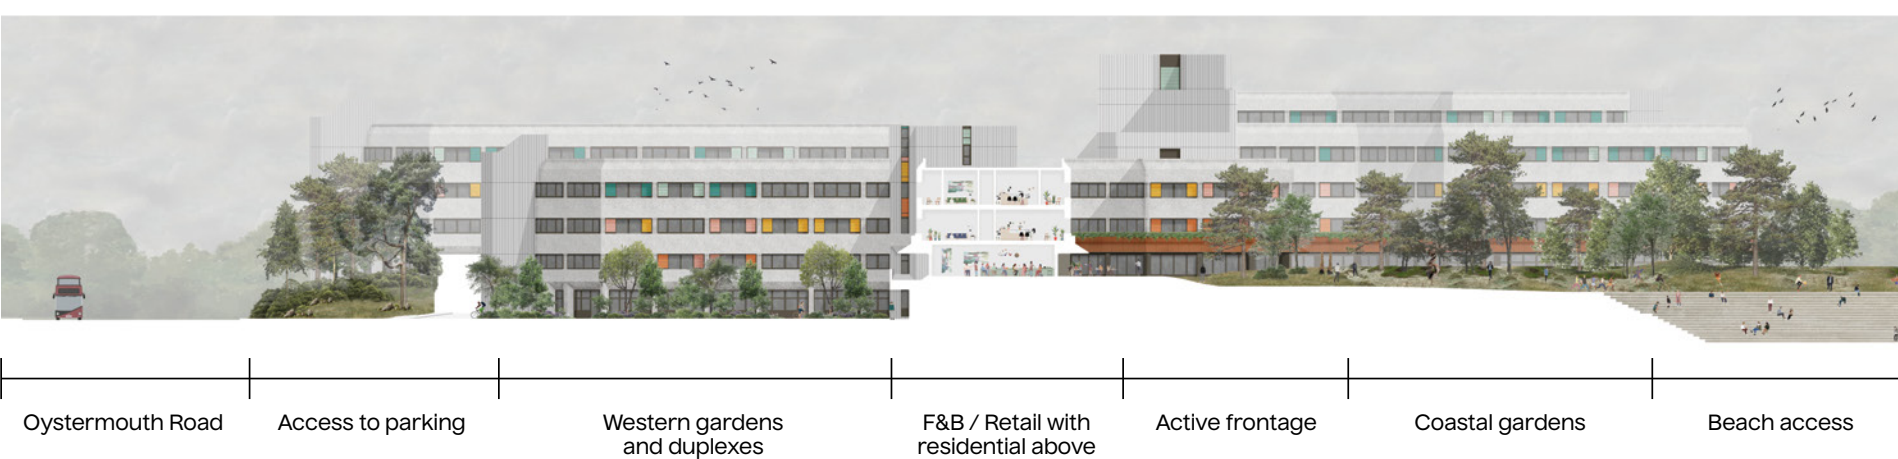 Oystermouth Road
Access to parking
Western gardens
and duplexes
F&B / Retail with
residential above
Active frontage
Coastal gardens
Beach access